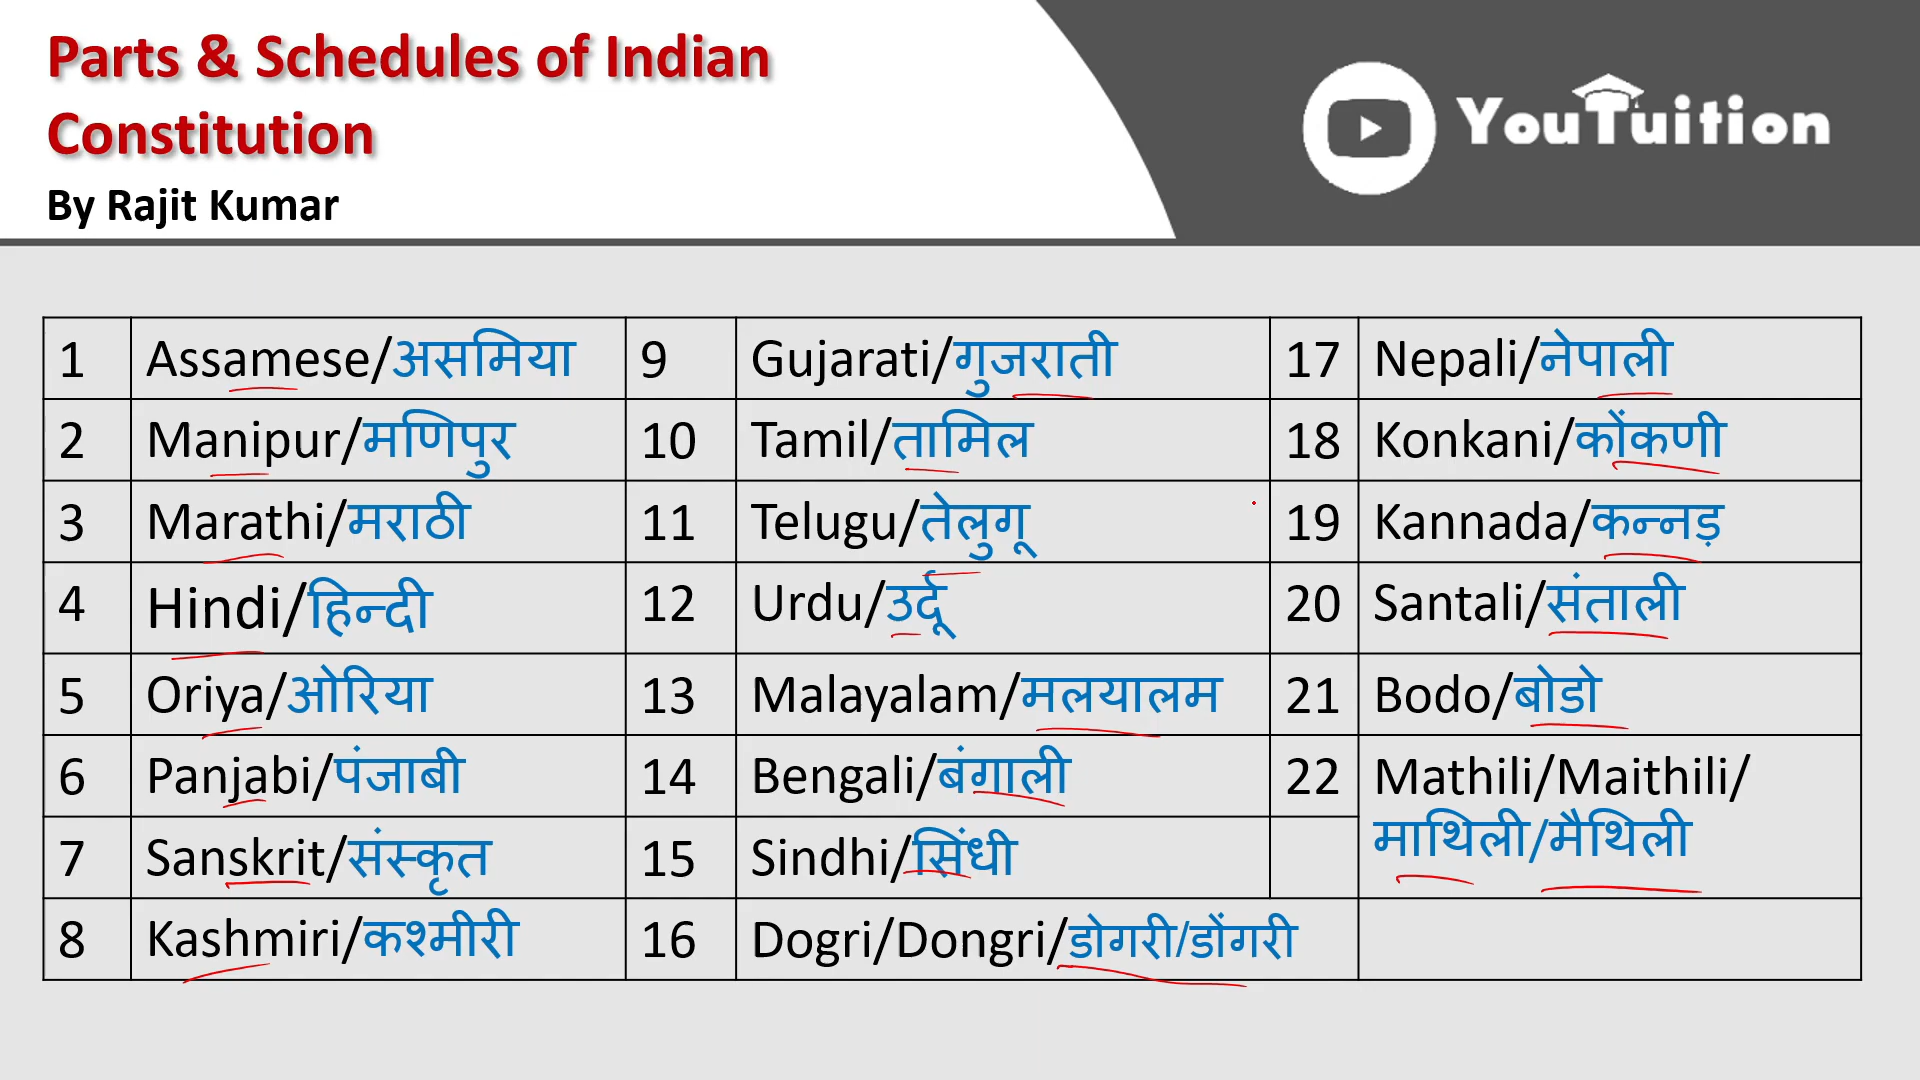 Parts & Schedules of Indian
Constitution
By Rajit Kumar
YouTuition
1 Assamese/असमिया 9 Gujarati/गुजराती 17 Nepali/नेपाली
2 Manipur/मणिपुर 10 Tamil/तामिल 18 Konkani/कोंकणी
3 Marathi/मराठी 11 Telugu/तेलुगू 19 Kannada/कन्नड़
4 Hindi/हिन्दी 12 Urdu/उर्दू 20 Santali/संताली
5 Oriya/ओरिया 13 Malayalam/मलयालम 21 Bodo/बोडो
6 Panjabi/पंजाबी 14 Bengali/बंगाली 22 Mathili/Maithili/
माथिली/मैथिली
7 Sanskrit/संस्कृत 15 Sindhi/सिंधी
8 Kashmiri/कश्मीरी 16 Dogri/Dongri/डोगरी/डोंगरी